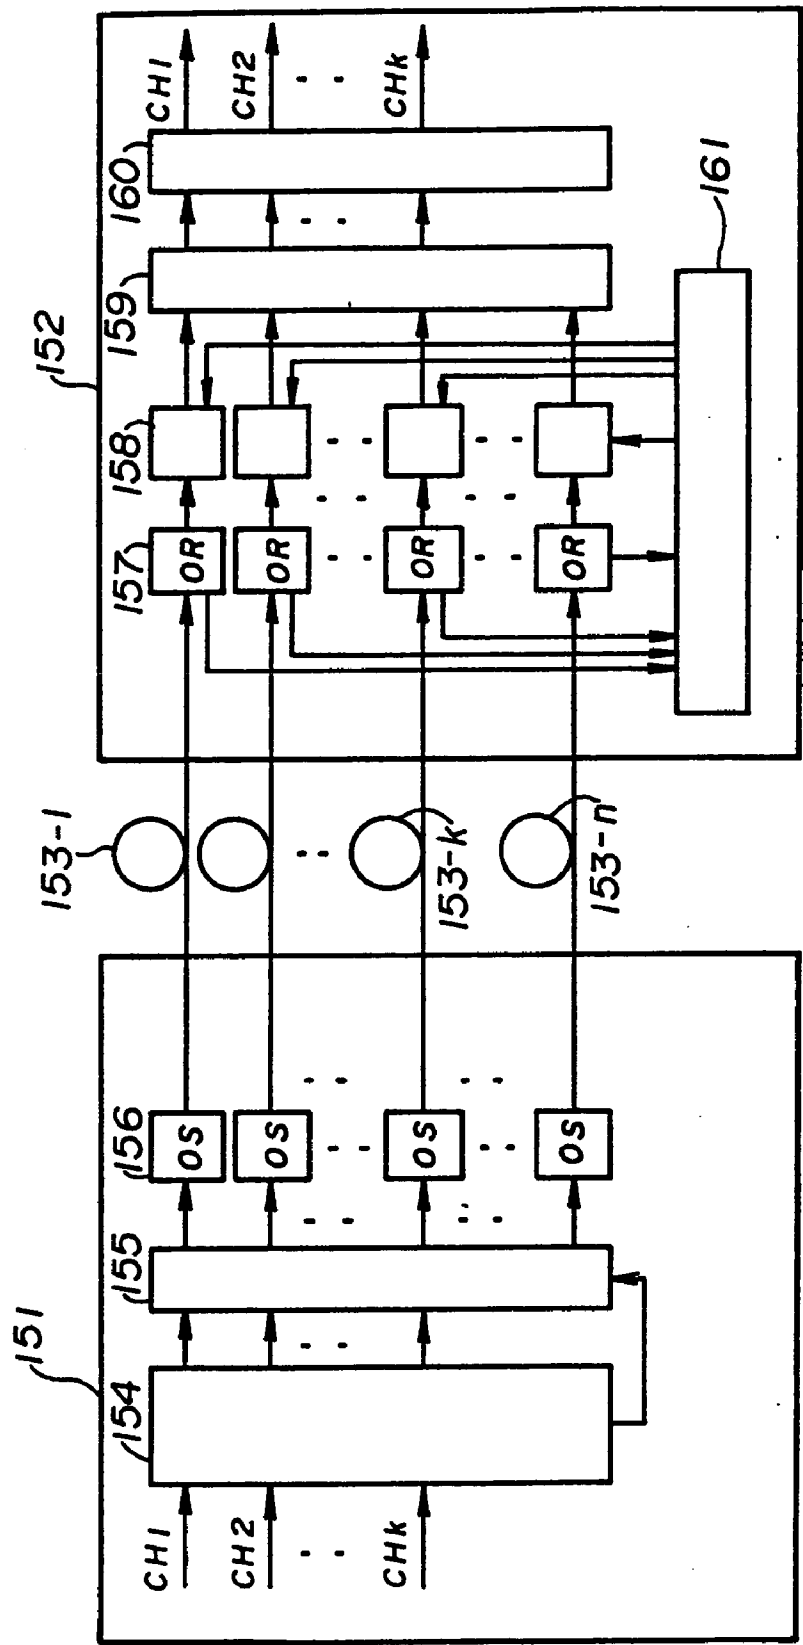 151
154
155
156
CH1
CH2
CHk
OS
OS
OS
OS
153-1
153-k
153-n
152
157
158
159
160
OR
OR
OR
OR
CH1
CH2
CHk
161